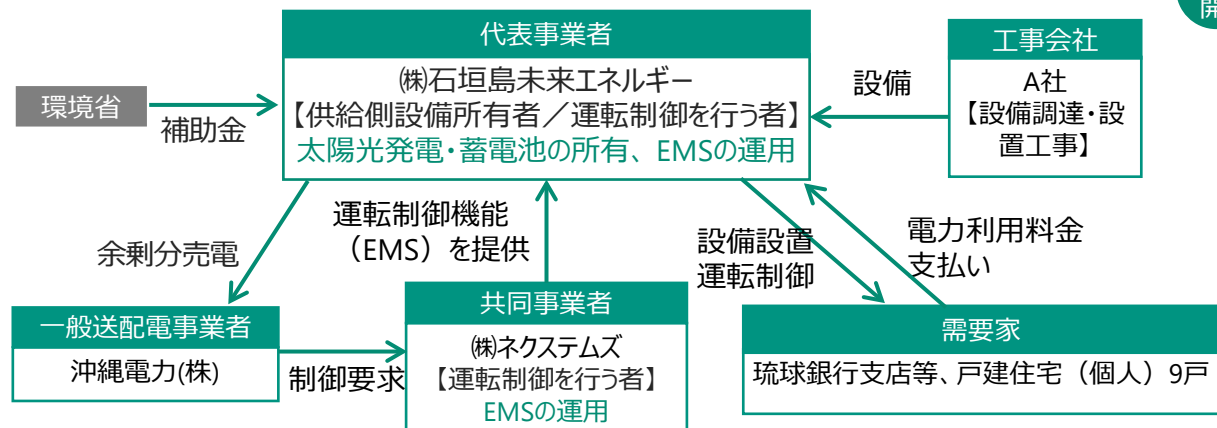 開
代表事業者
㈱石垣島未来エネルギー
【供給側設備所有者／運転制御を行う者】
太陽光発電・蓄電池の所有、EMSの運用
工事会社
A社
【設備調達・設
置工事】
設備
環境省
補助金
余剰分売電
運転制御機能
（EMS）を提供
設備設置
運転制御
電力利用料金
支払い
一般送配電事業者
沖縄電力(株)
制御要求
共同事業者
㈱ネクステムズ
【運転制御を行う者】
EMSの運用
需要家
琉球銀行支店等、戸建住宅（個人）9戸